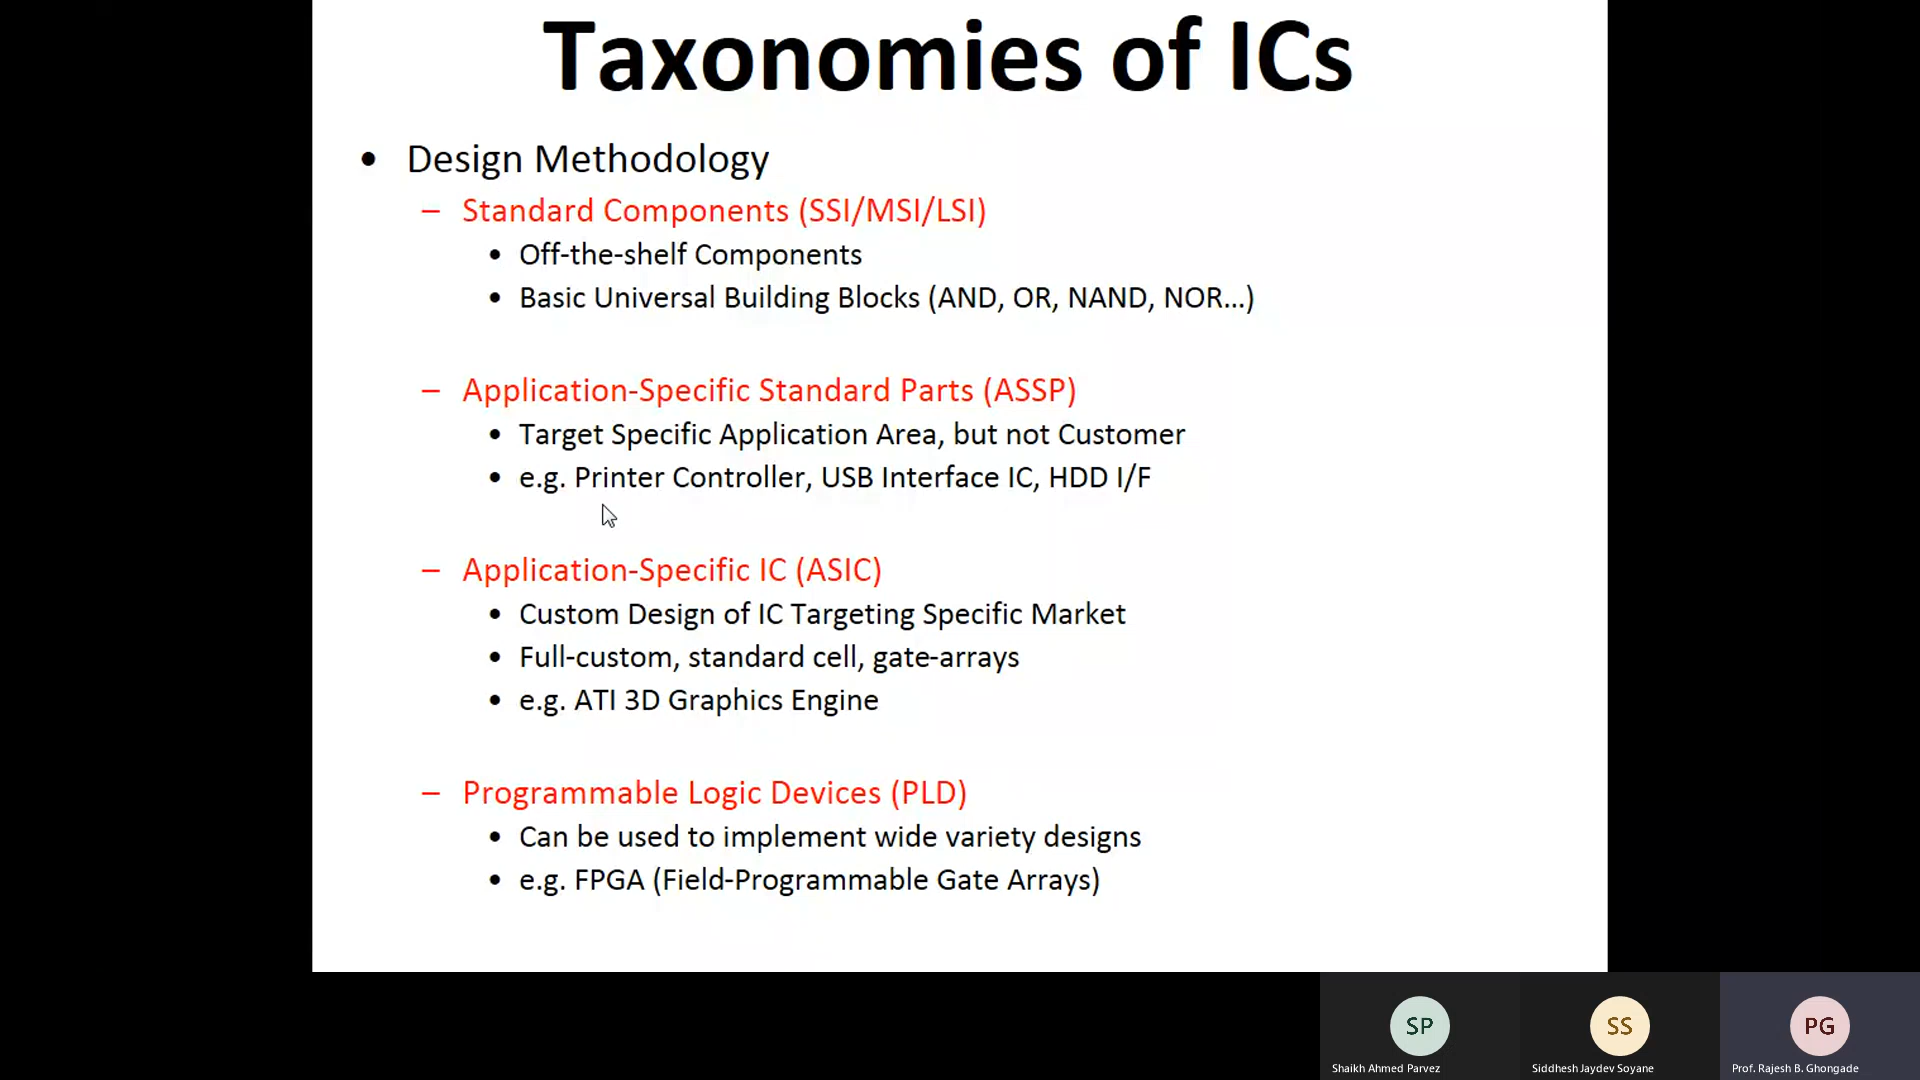 Taxonomies of ICs
• Design Methodology
– Standard Components (SSI/MSI/LSI)
• Off-the-shelf Components
• Basic Universal Building Blocks (AND, OR, NAND, NOR...)
– Application-Specific Standard Parts (ASSP)
• Target Specific Application Area, but not Customer
• e.g. Printer Controller, USB Interface IC, HDD I/F
– Application-Specific IC (ASIC)
• Custom Design of IC Targeting Specific Market
• Full-custom, standard cell, gate-arrays
• e.g. ATI 3D Graphics Engine
– Programmable Logic Devices (PLD)
• Can be used to implement wide variety designs
• e.g. FPGA (Field-Programmable Gate Arrays)
SP
Shaikh Ahmed Parvez
SS
Siddhesh Jaydev Soyane
PG
Prof. Rajesh B. Ghongade